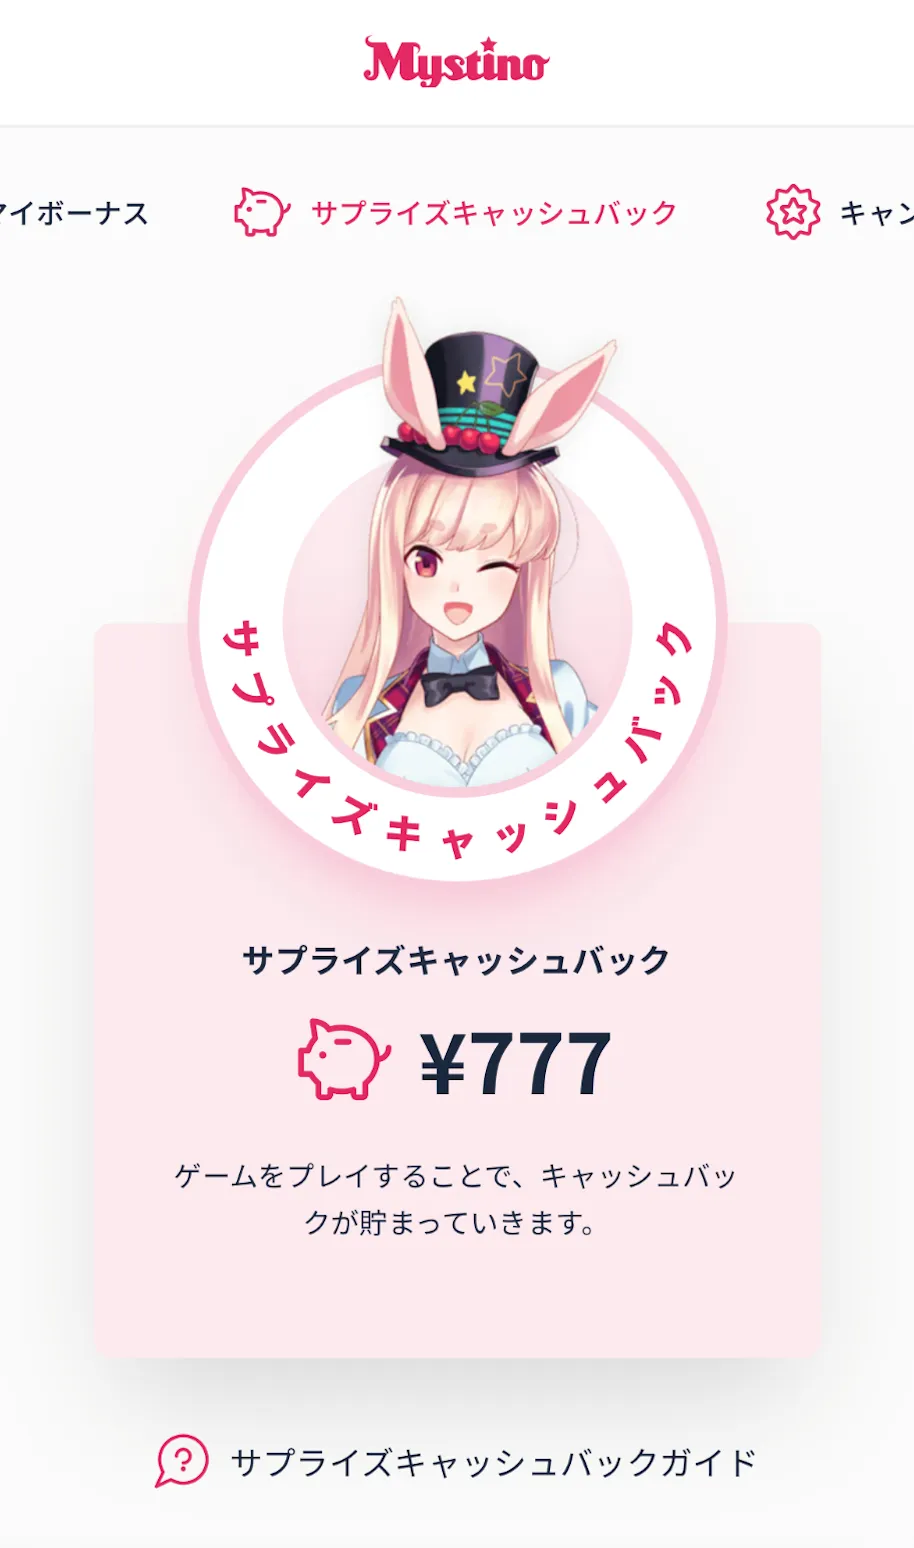 Mystino
マイボーナス
サプライズキャッシュバック
キャン
サプライズキャッシュバック
サプライズキャッシュバック
¥777
ゲームをプレイすることで、キャッシュバッ
クが貯まっていきます。
サプライズキャッシュバックガイド